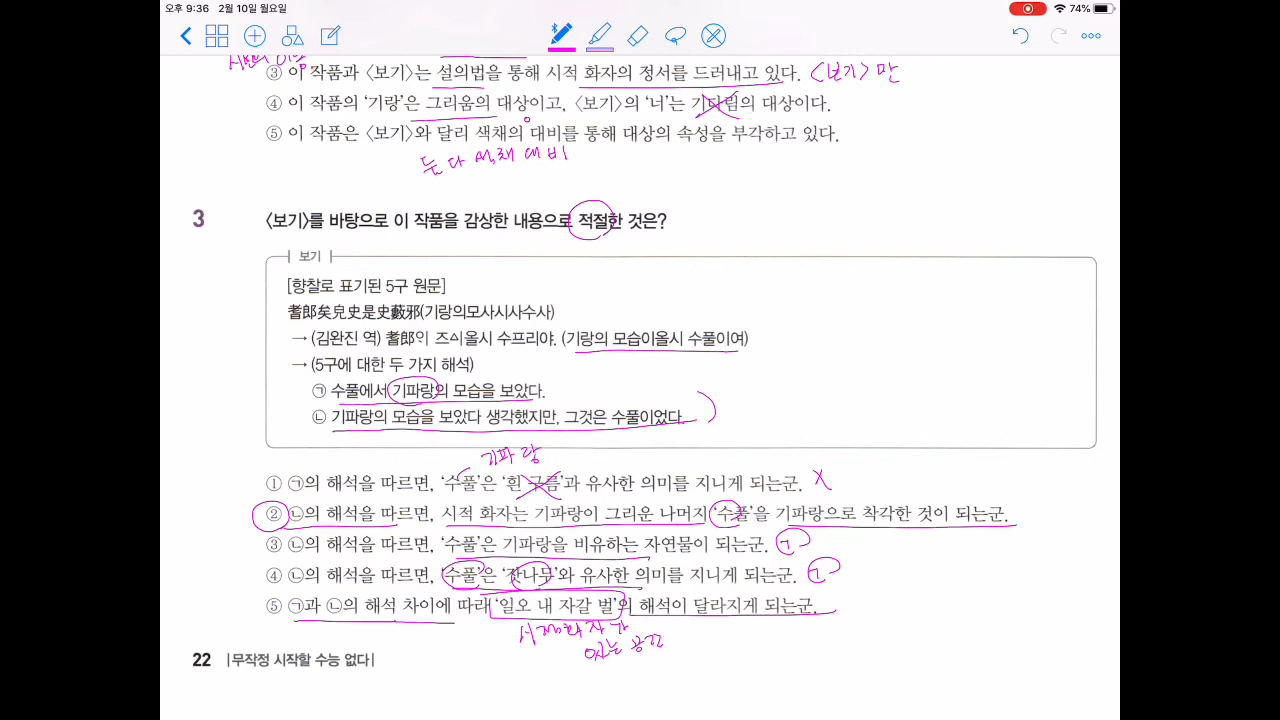 오후 9:36 2월 10일 월요일
74%
③ 이 작품과 〈보기〉는 설의법을 통해 시적 화자의 정서를 드러내고 있다. 〈보기〉만
④ 이 작품의 '기랑'은 그리움의 대상이고, 〈보기〉의 '너'는 기다림의 대상이다.
⑤ 이 작품은 〈보기〉와 달리 색채의 대비를 통해 대상의 속성을 부각하고 있다.
둘 다 색채 대비
3 〈보기〉를 바탕으로 이 작품을 감상한 내용으로 적절한 것은?
보기
[향찰로 표기된 5구 원문]
耆郎矣皃史是史藪邪(기랑의모사시사수사)
→ (김완진 역) 耆郎의 즈ᅀᅵ올시 수프리야. (기랑의 모습이올시 수풀이여)
→ (5구에 대한 두 가지 해석)
㉠ 수풀에서 기파랑의 모습을 보았다.
㉡ 기파랑의 모습을 보았다 생각했지만, 그것은 수풀이었다.
기파랑
① ㉠의 해석을 따르면, '수풀'은 '흰 구름'과 유사한 의미를 지니게 되는군. X
② ㉡의 해석을 따르면, 시적 화자는 기파랑이 그리운 나머지 '수풀'을 기파랑으로 착각한 것이 되는군.
③ ㉡의 해석을 따르면, '수풀'은 기파랑을 비유하는 자연물이 되는군. ㄱ
④ ㉡의 해석을 따르면, '수풀'은 '잣나무'와 유사한 의미를 지니게 되는군. ㄱ
⑤ ㉠과 ㉡의 해석 차이에 따라 '일오 내 자갈 벌'의 해석이 달라지게 되는군.
시적화자가
있는 공간
22 |무작정 시작할 수능 없다|